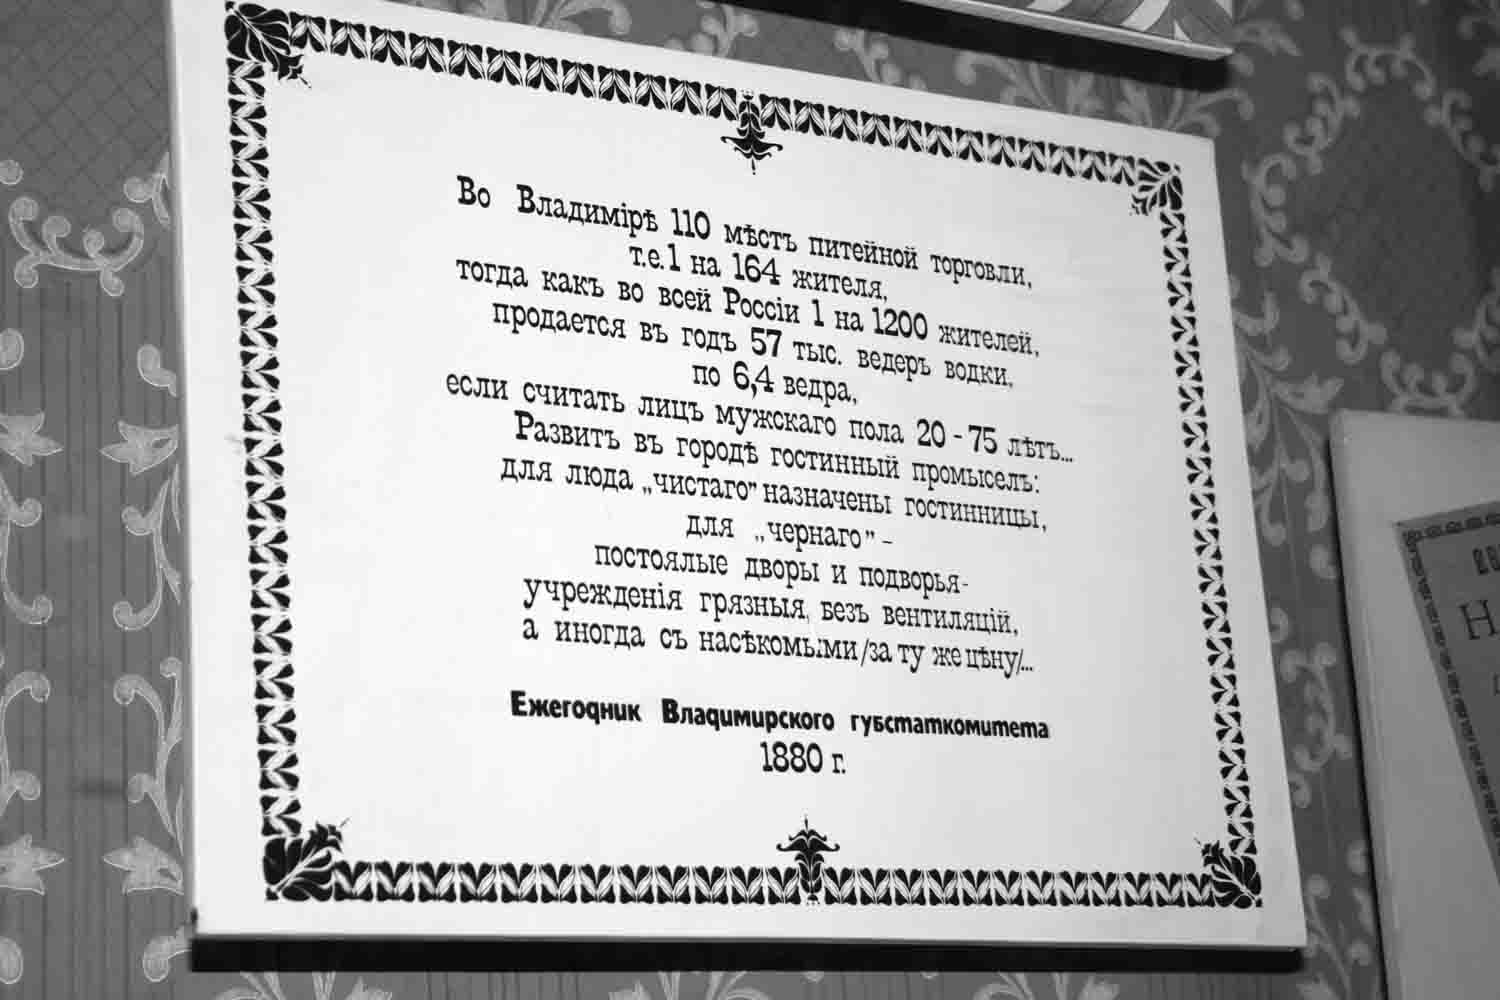 Во Владимірѣ 110 мѣстъ питейной торговли,
т.е.1 на 164 жителя,
тогда какъ во всей Россіи 1 на 1200 жителей,
продается въ годъ 57 тыс. ведеръ водки,
по 6,4 ведра,
если считать лицъ мужскаго пола 20 - 75 лѣтъ...
Развитъ въ городѣ гостинный промыселъ:
для люда „чистаго” назначены гостинницы,
для „чернаго” -
постоялые дворы и подворья-
учрежденія грязныя, безъ вентиляцій,
а иногда съ насѣкомыми /за ту же цѣну/...
Ежегодник Владимирского губстаткомитета
1880 г.